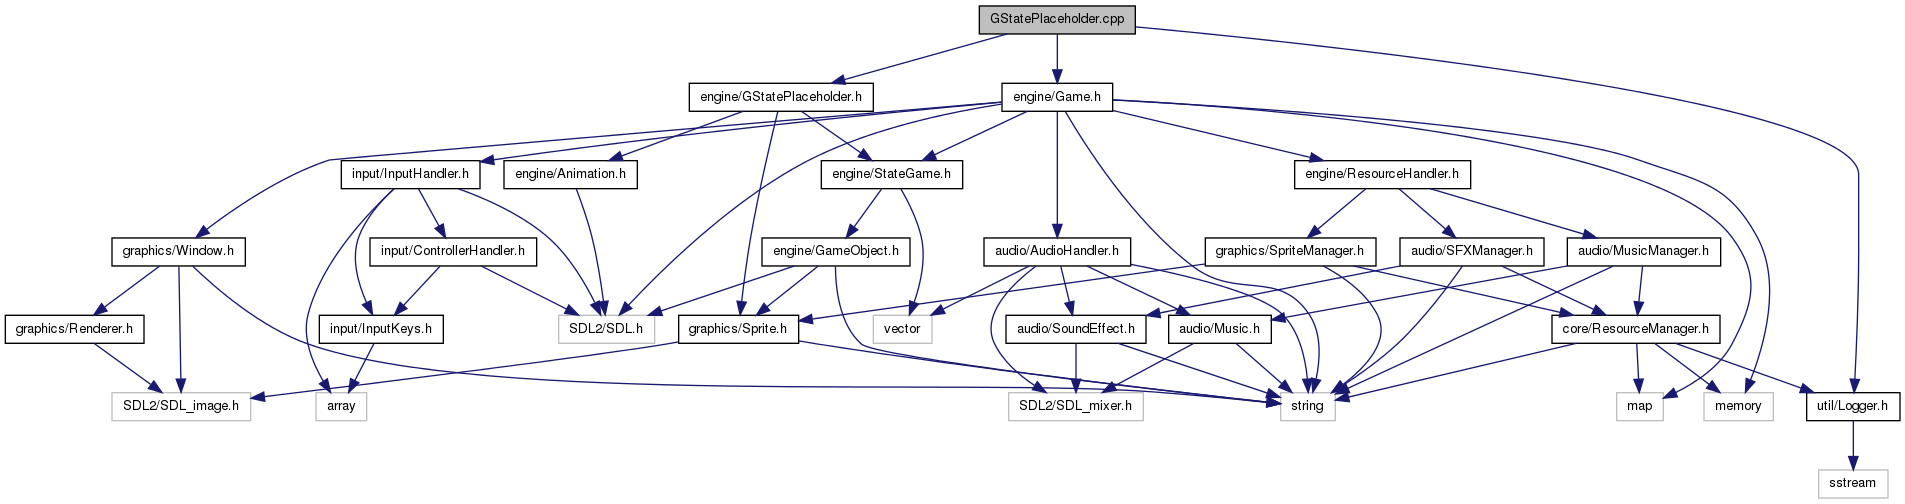 GStatePlaceholder.cpp
engine/GStatePlaceholder.h
engine/Game.h
input/InputHandler.h
engine/Animation.h
engine/StateGame.h
engine/ResourceHandler.h
graphics/Window.h
input/ControllerHandler.h
engine/GameObject.h
audio/AudioHandler.h
graphics/SpriteManager.h
audio/SFXManager.h
audio/MusicManager.h
graphics/Renderer.h
input/InputKeys.h
SDL2/SDL.h
graphics/Sprite.h
vector
audio/SoundEffect.h
audio/Music.h
core/ResourceManager.h
SDL2/SDL_image.h
array
SDL2/SDL_mixer.h
string
map
memory
util/Logger.h
sstream